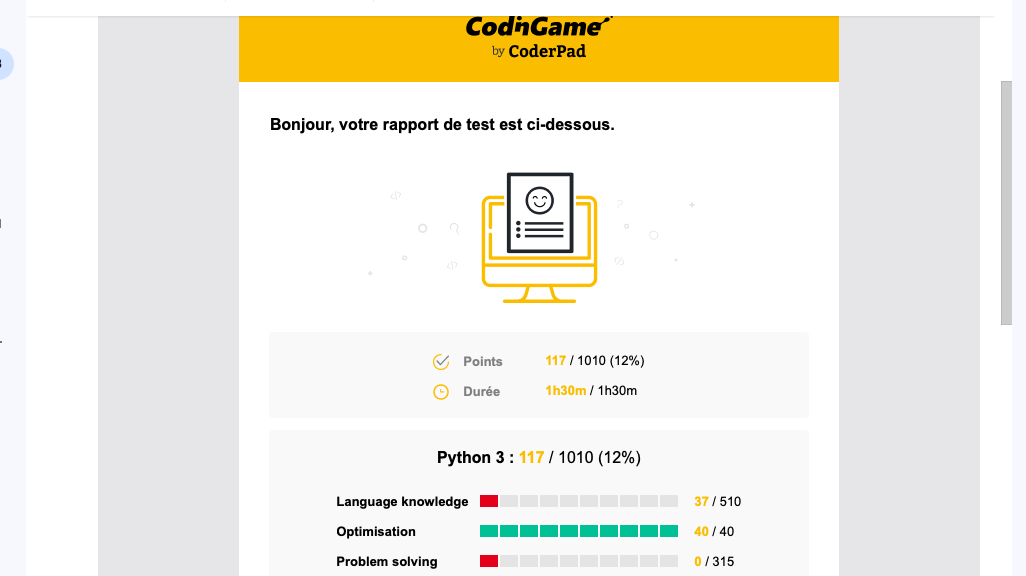 CodinGame
by CoderPad
Bonjour, votre rapport de test est ci-dessous.
Points 117 / 1010 (12%)
Durée 1h30m / 1h30m
Python 3 : 117 / 1010 (12%)
Language knowledge 37 / 510
Optimisation 40 / 40
Problem solving 0 / 315